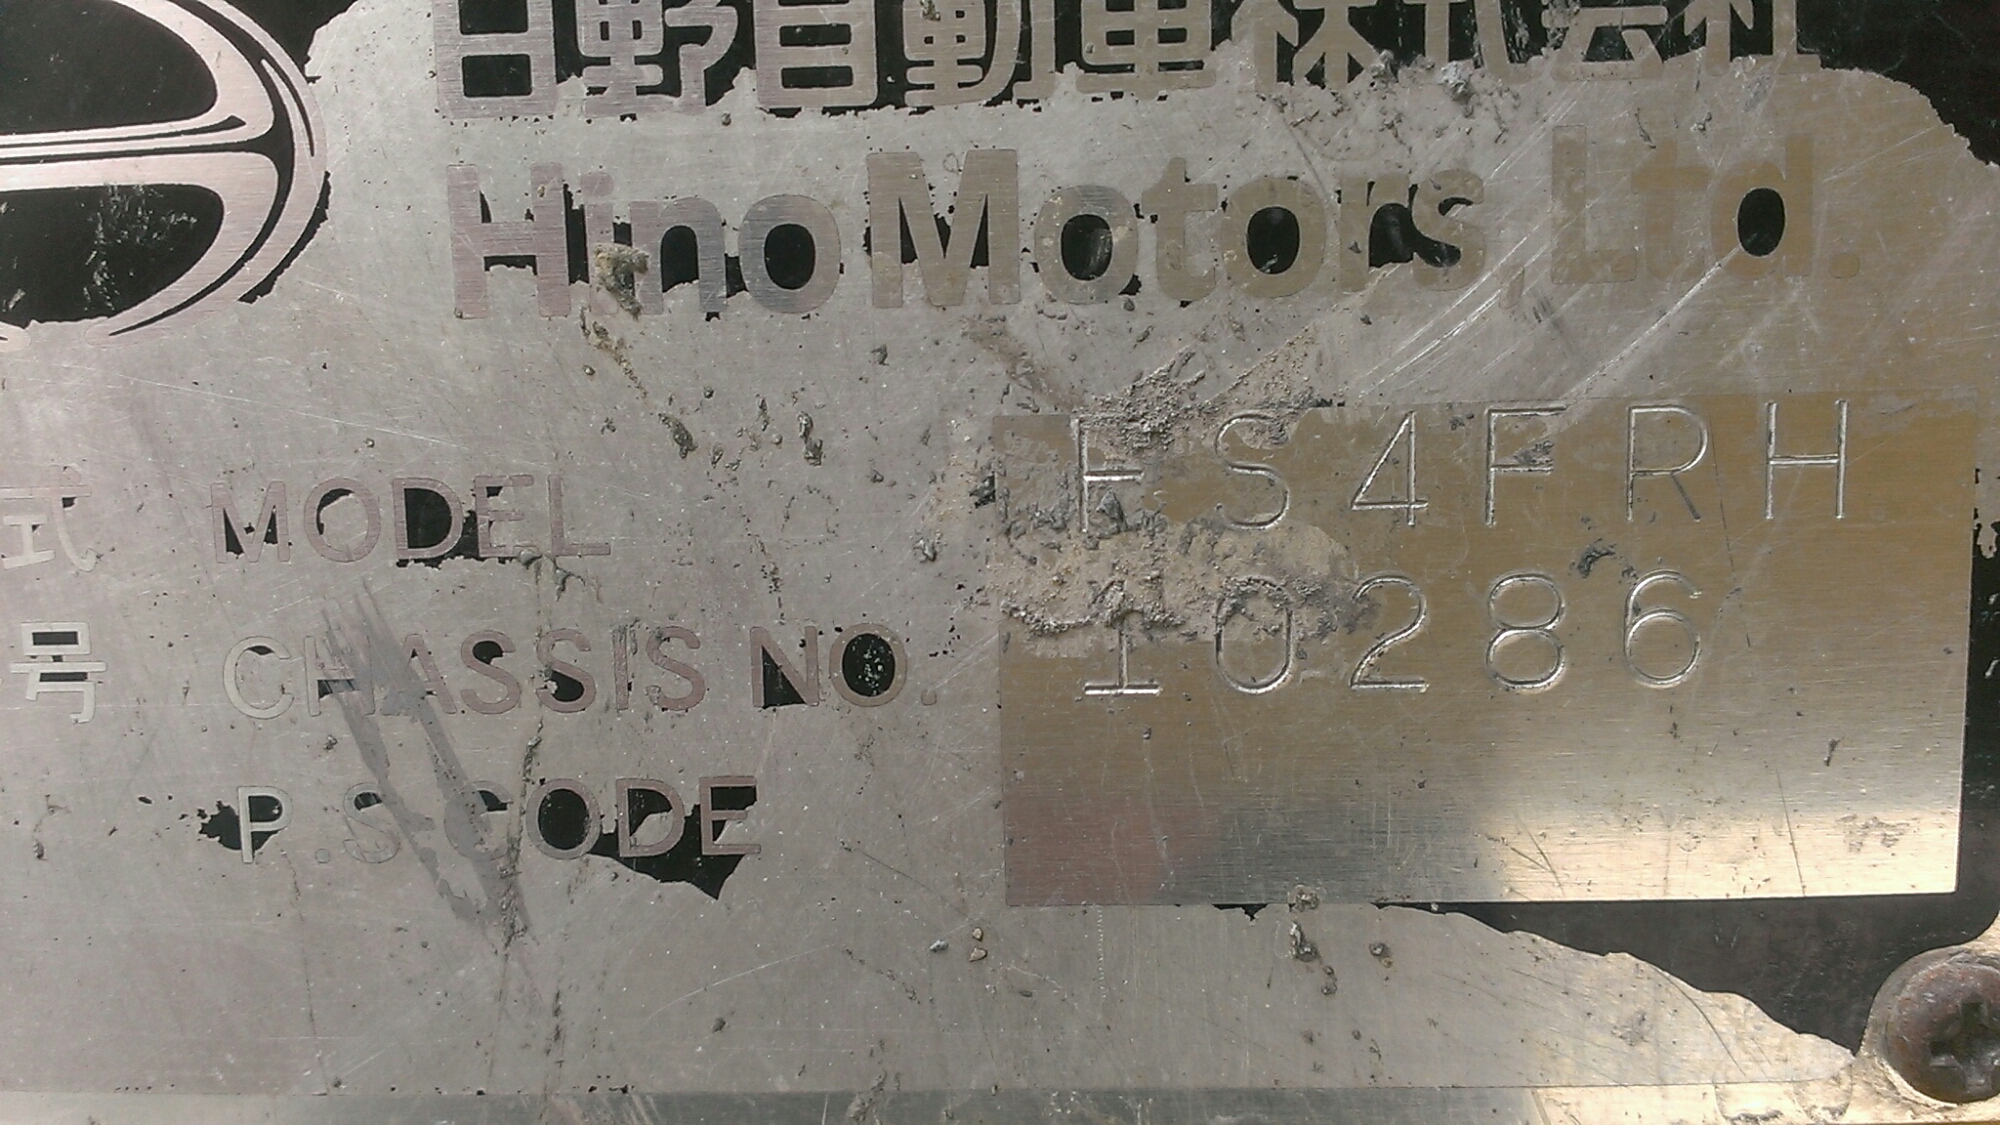 日野自動車株式会社
Hino Motors, Ltd.
式 MODEL FS4FRH
号 CHASSIS NO. 10286
P.S.CODE